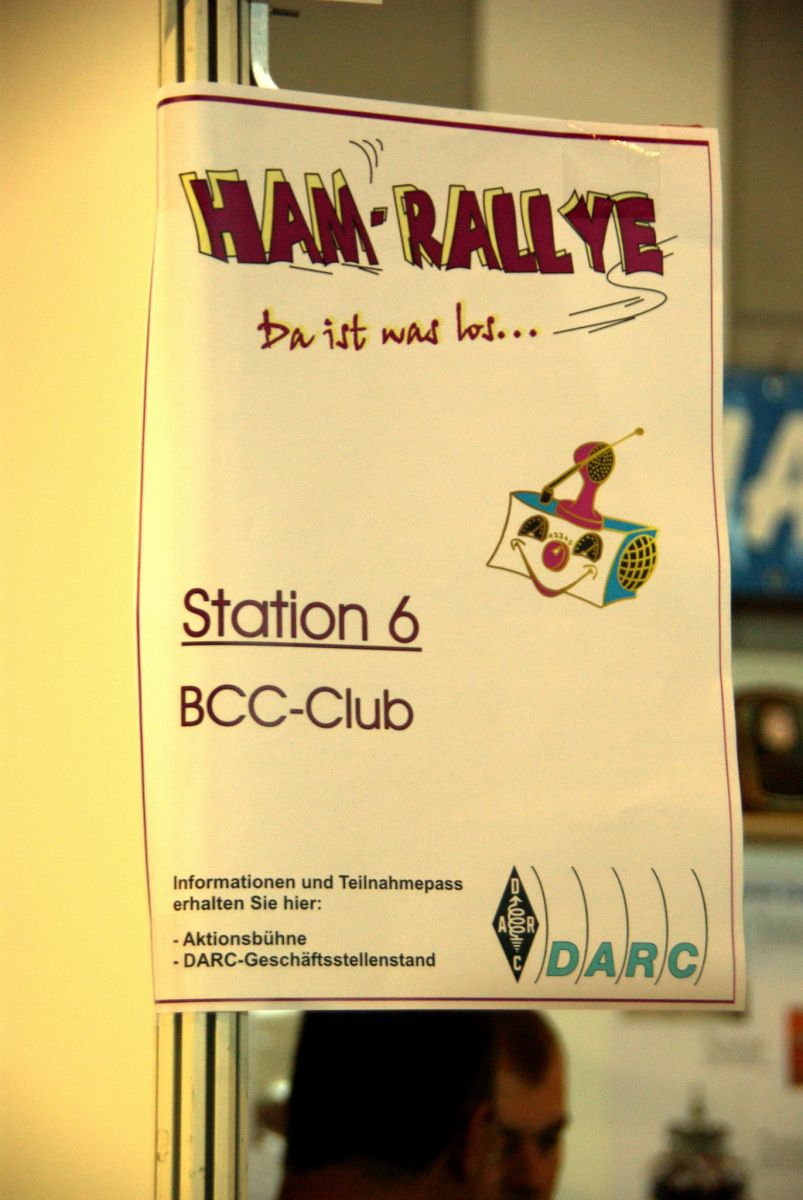 HAM-RALLYE
Da ist was los...
Station 6
BCC-Club
Informationen und Teilnahmepass
erhalten Sie hier:
- Aktionsbühne
- DARC-Geschäftsstellenstand
D
A R
C
DARC